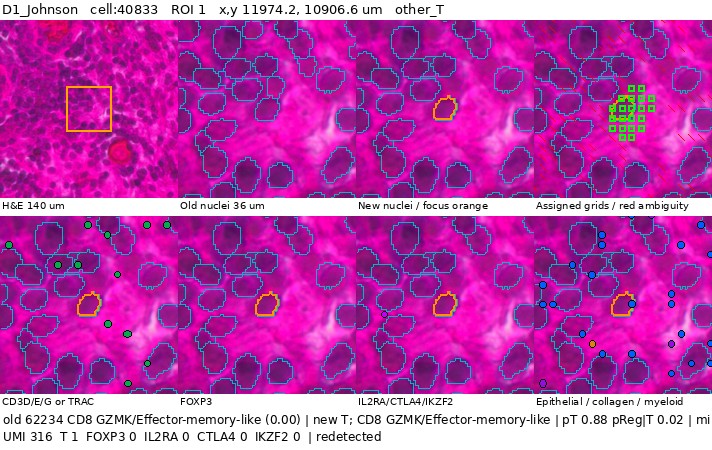 D1_Johnson cell:40833 ROI 1 x,y 11974.2, 10906.6 um other_T
H&E 140 um
Old nuclei 36 um
New nuclei / focus orange
Assigned grids / red ambiguity
CD3D/E/G or TRAC
FOXP3
IL2RA/CTLA4/IKZF2
Epithelial / collagen / myeloid
old 62234 CD8 GZMK/Effector-memory-like (0.00) | new T; CD8 GZMK/Effector-memory-like | pT 0.88 pReg|T 0.02 | mi
UMI 316 T 1 FOXP3 0 IL2RA 0 CTLA4 0 IKZF2 0 | redetected